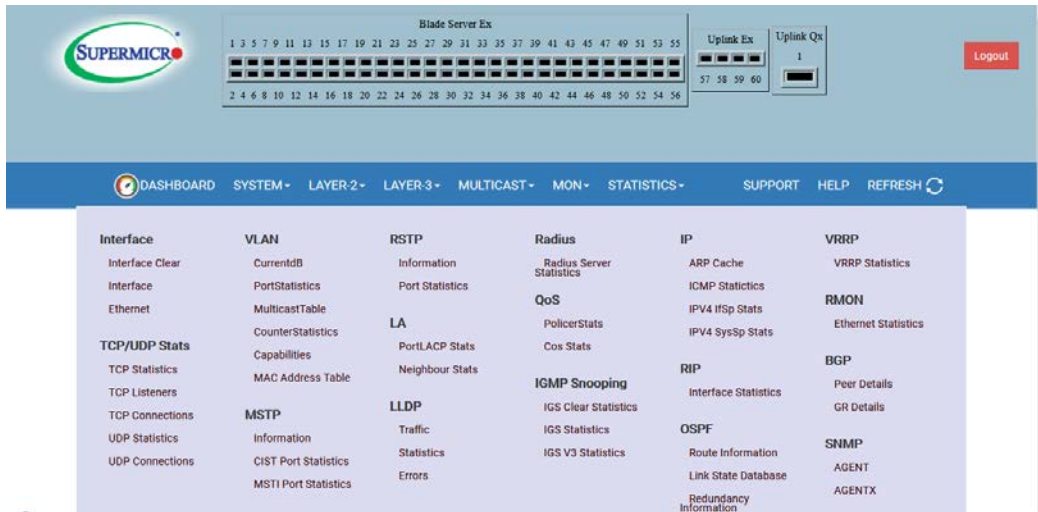 SUPERMICRO
Blade Server Ex
1 3 5 7 9 11 13 15 17 19 21 23 25 27 29 31 33 35 37 39 41 43 45 47 49 51 53 55
2 4 6 8 10 12 14 16 18 20 22 24 26 28 30 32 34 36 38 40 42 44 46 48 50 52 54 56
Uplink Ex
57 58 59 60
Uplink Qx
1
Logout
DASHBOARD SYSTEM LAYER-2 LAYER-3 MULTICAST MON STATISTICS SUPPORT HELP REFRESH
Interface
Interface Clear
Interface
Ethernet
TCP/UDP Stats
TCP Statistics
TCP Listeners
TCP Connections
UDP Statistics
UDP Connections
VLAN
CurrentdB
PortStatistics
MulticastTable
CounterStatistics
Capabilities
MAC Address Table
MSTP
Information
CIST Port Statistics
MSTI Port Statistics
RSTP
Information
Port Statistics
LA
PortLACP Stats
Neighbour Stats
LLDP
Traffic
Statistics
Errors
Radius
Radius Server
Statistics
QoS
PolicerStats
Cos Stats
IGMP Snooping
IGS Clear Statistics
IGS Statistics
IGS V3 Statistics
IP
ARP Cache
ICMP Statictics
IPV4 IfSp Stats
IPV4 SysSp Stats
RIP
Interface Statistics
OSPF
Route Information
Link State Database
Redundancy
Information
VRRP
VRRP Statistics
RMON
Ethernet Statistics
BGP
Peer Details
GR Details
SNMP
AGENT
AGENTX